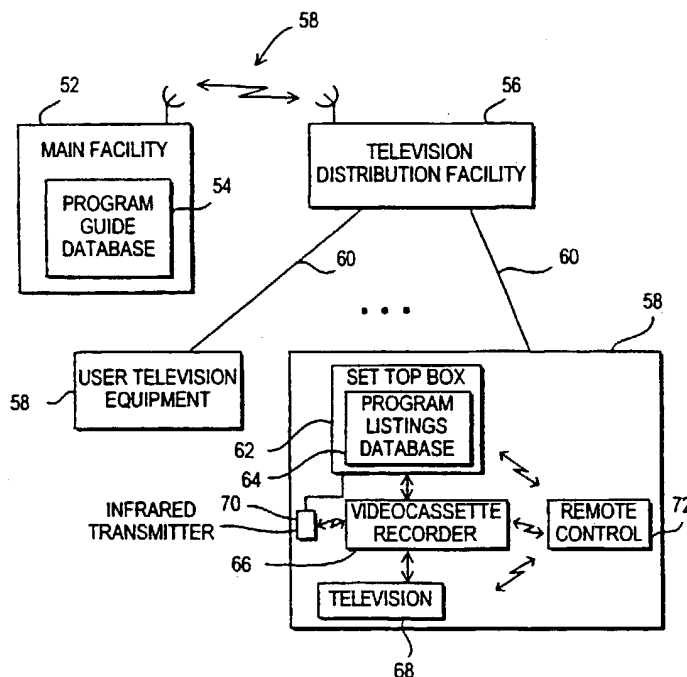 58
52
56
MAIN FACILITY
TELEVISION
DISTRIBUTION FACILITY
54
PROGRAM
GUIDE
DATABASE
60
60
58
USER TELEVISION
EQUIPMENT
58
SET TOP BOX
PROGRAM
LISTINGS
DATABASE
62
64
70
INFRARED
TRANSMITTER
VIDEOCASSETTE
RECORDER
REMOTE
CONTROL
72
66
TELEVISION
68